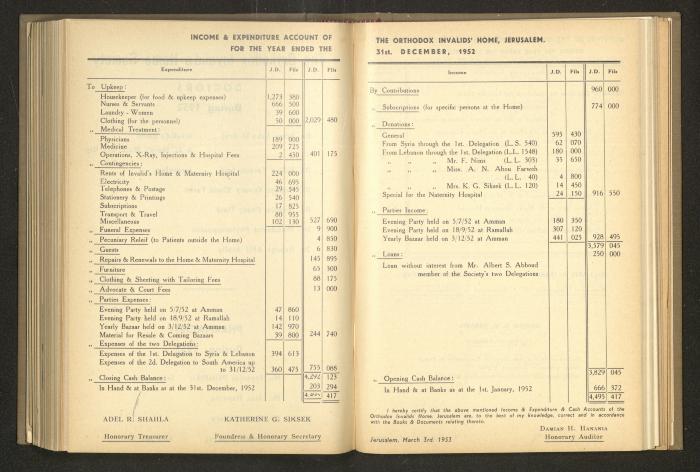 INCOME & EXPENDITURE ACCOUNT OF
FOR THE YEAR ENDED THE
Expenditure J.D. Fils J.D. Fils
To Upkeep:
Housekeeper (for food & upkeep expenses) 1,273 380
Nurses & Servants 666 500
Laundry - Women 39 600
Clothing (for the personnel) 50 000 2,029 480
„ Medical Treatment:
Physicians 189 000
Medicine 209 725
Operations, X-Ray, Injections & Hospital Fees 2 450 401 175
„ Contingencies:
Rents of Invalid's Home & Maternity Hospital 224 000
Electricity 46 695
Telephones & Postage 29 545
Stationery & Printings 26 540
Subscriptions 17 825
Transport & Travel 80 955
Miscellaneous 102 130 527 690
„ Funeral Expenses 9 900
„ Pecuniary Releif (to Patients outside the Home) 4 850
„ Guests 6 830
„ Repairs & Renewals to the Home & Maternity Hospital 145 895
„ Furniture 65 300
„ Clothing & Sheeting with Tailoring Fees 88 175
„ Advocate & Court Fees 13 000
„ Parties Expenses:
Evening Party held on 5/7/52 at Amman 47 860
Evening Party held on 18/9/52 at Ramallah 14 110
Yearly Bazaar held on 3/12/52 at Amman 142 970
Material for Resale & Coming Bazaars 39 800 244 740
„ Expenses of the two Delegations:
Expenses of the 1st. Delagation to Syria & Lebanon 394 613
Expenses of the 2d. Delegation to South America up
to 31/12/52 360 475 755 088
4,292 123
„ Closing Cash Balance:
In Hand & at Banks as at the 31st. December, 1952 203 294
4,495 417
ADEL R. SHAHLA KATHERINE G. SIKSEK
Honorary Treasurer Foundress & Honorary Secretary
THE ORTHODOX INVALIDS' HOME, JERUSALEM.
31st. DECEMBER, 1952
Income J.D. Fils J.D. Fils
By Contributions 960 000
„ Subscriptions (for specific persons at the Home) 774 000
„ Donations:
General 595 430
From Syria through the 1st. Delegation (L.S. 540) 62 070
From Lebanon through the 1st. Delegation (L.L. 1548) 180 000
„ „ „ Mr. F. Nims (L.L. 303) 35 650
„ „ „ Miss. A. N. Abou Farweh
(L.L. 40) 4 800
„ „ „ Mrs. K. G. Siksek (L.L. 120) 14 450
Special for the Naternity Hospital 24 150 916 550
„ Parties Income:
Evening Party held on 5/7/52 at Amman 180 350
Evening Party held on 18/9/52 at Ramallah 307 120
Yearly Bazaar held on 3/12/52 at Amman 441 025 928 495
3,579 045
„ Loans: 250 000
Loan without interest from Mr. Albert S. Abboud
member of the Society's two Delegations
3,829 045
„ Opening Cash Balance:
In Hand & at Banks as at the 1st. January, 1952 666 372
4,495 417
I hereby certify that the above mentioned Income & Expenditure & Cash Accounts of the
Orthodox Invalids' Home, Jerusalem are, to the best of my knowledge, correct and in accordance
with the Books & Documents relating thereto.
DAMIAN H. HANANIA
Jerusalem, March 3rd. 1953 Honorary Auditor